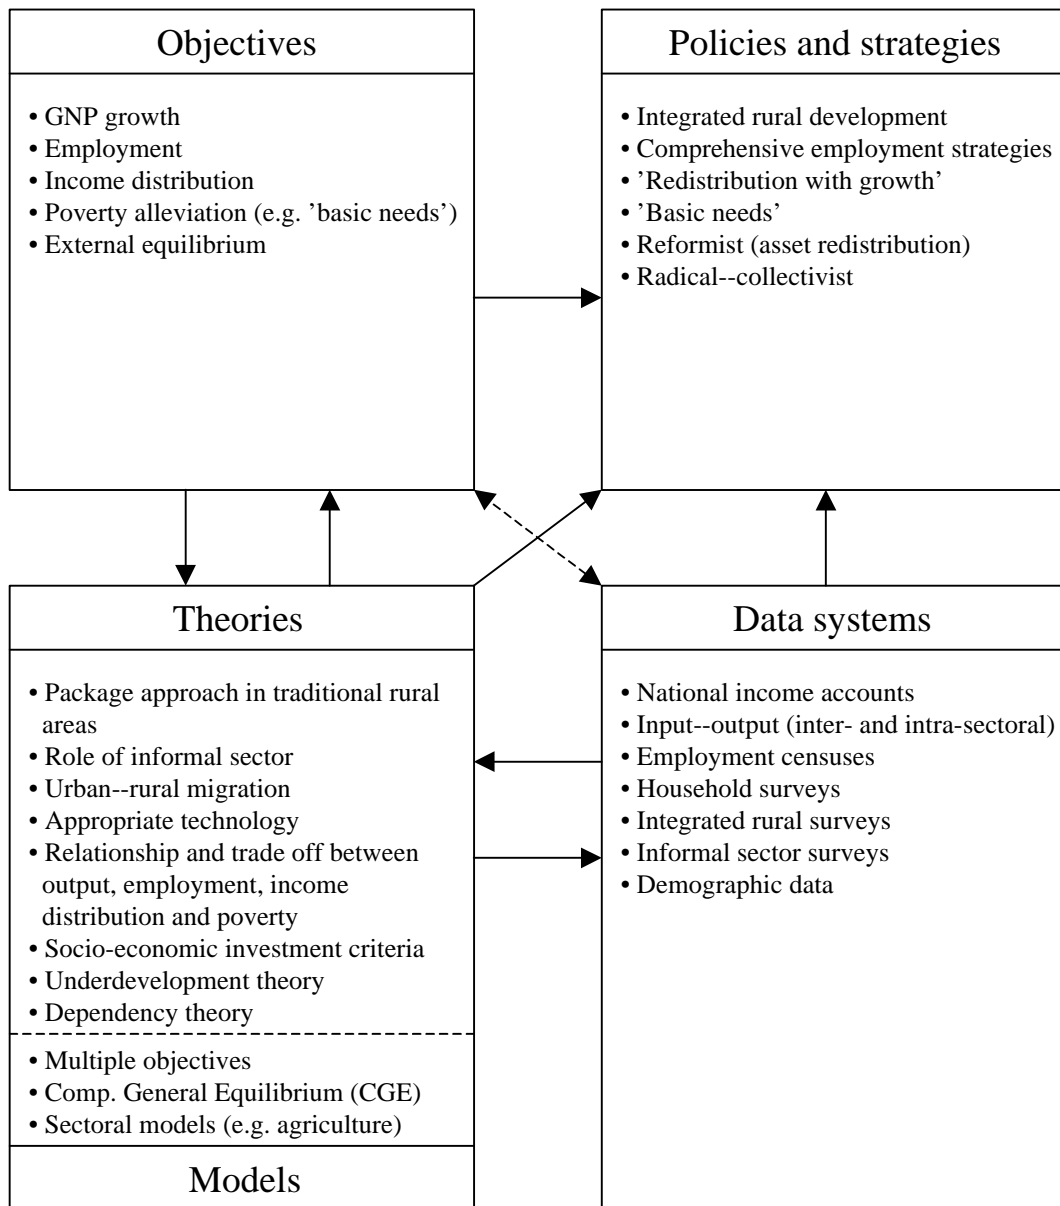 Objectives
• GNP growth
• Employment
• Income distribution
• Poverty alleviation (e.g. ’basic needs’)
• External equilibrium
Policies and strategies
• Integrated rural development
• Comprehensive employment strategies
• ’Redistribution with growth’
• ’Basic needs’
• Reformist (asset redistribution)
• Radical--collectivist
Theories
• Package approach in traditional rural
areas
• Role of informal sector
• Urban--rural migration
• Appropriate technology
• Relationship and trade off between
output, employment, income
distribution and poverty
• Socio-economic investment criteria
• Underdevelopment theory
• Dependency theory
• Multiple objectives
• Comp. General Equilibrium (CGE)
• Sectoral models (e.g. agriculture)
Models
Data systems
• National income accounts
• Input--output (inter- and intra-sectoral)
• Employment censuses
• Household surveys
• Integrated rural surveys
• Informal sector surveys
• Demographic data